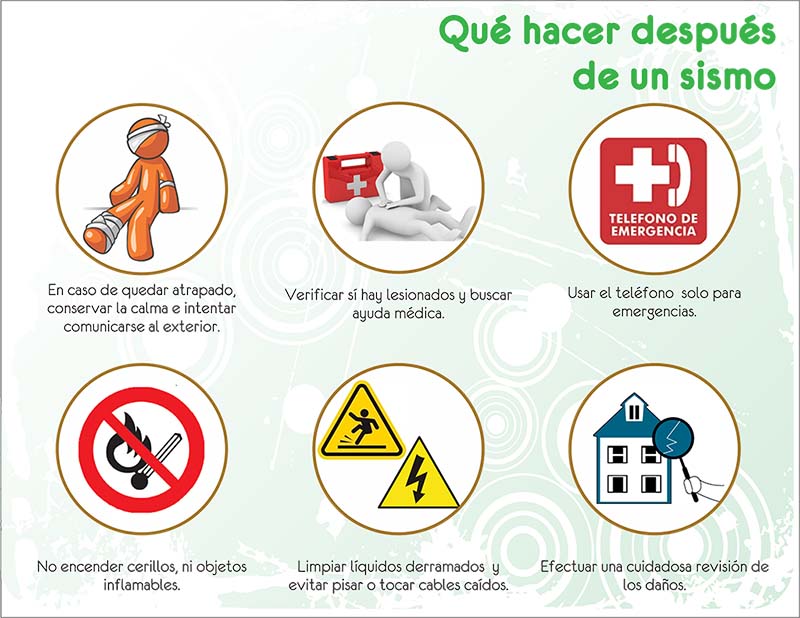 Qué hacer después
de un sismo
En caso de quedar atrapado,
conservar la calma e intentar
comunicarse al exterior.
Verificar sí hay lesionados y buscar
ayuda médica.
TELEFONO DE
EMERGENCIA
Usar el teléfono solo para
emergencias.
No encender cerillos, ni objetos
inflamables.
Limpiar líquidos derramados y
evitar pisar o tocar cables caídos.
Efectuar una cuidadosa revisión de
los daños.